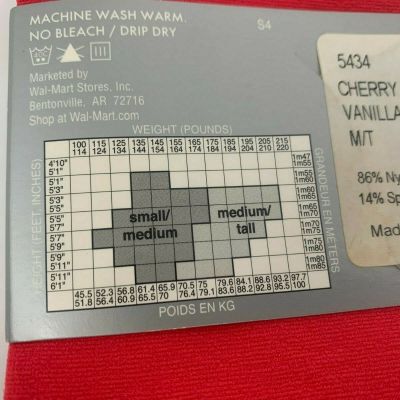 MACHINE WASH WARM.
NO BLEACH / DRIP DRY
S4
Marketed by
Wal-Mart Stores, Inc.
Bentonville, AR 72716
Shop at Wal-Mart.com
WEIGHT (POUNDS)
100 115 125 135 145 155 165 175 185 195 205 215
114 124 134 144 154 164 174 184 194 204 214 220
HEIGHT (FEET, INCHES)
4'10"
5'1"
5'1"
5'3"
5'3"
5'5"
5'5"
5'7"
5'7"
5'9"
5'9"
5'11"
5'11"
6'1"
small/
medium
medium/
tall
1m47
1m55
1m55
1m60
1m60
1m65
1m65
1m70
1m70
1m75
1m75
1m80
1m80
1m85
GRANDEUR EN METERS
45.5 52.3 56.8 61.4 65.9 70.5 75 79.6 84.1 88.6 93.2 97.7
51.8 56.4 60.9 65.5 70 76.4 79.1 83.6 88.2 92.8 95.5 100
POIDS EN KG
5434
CHERRY
VANILLA
M/T
86% Ny
14% Sp
Mad